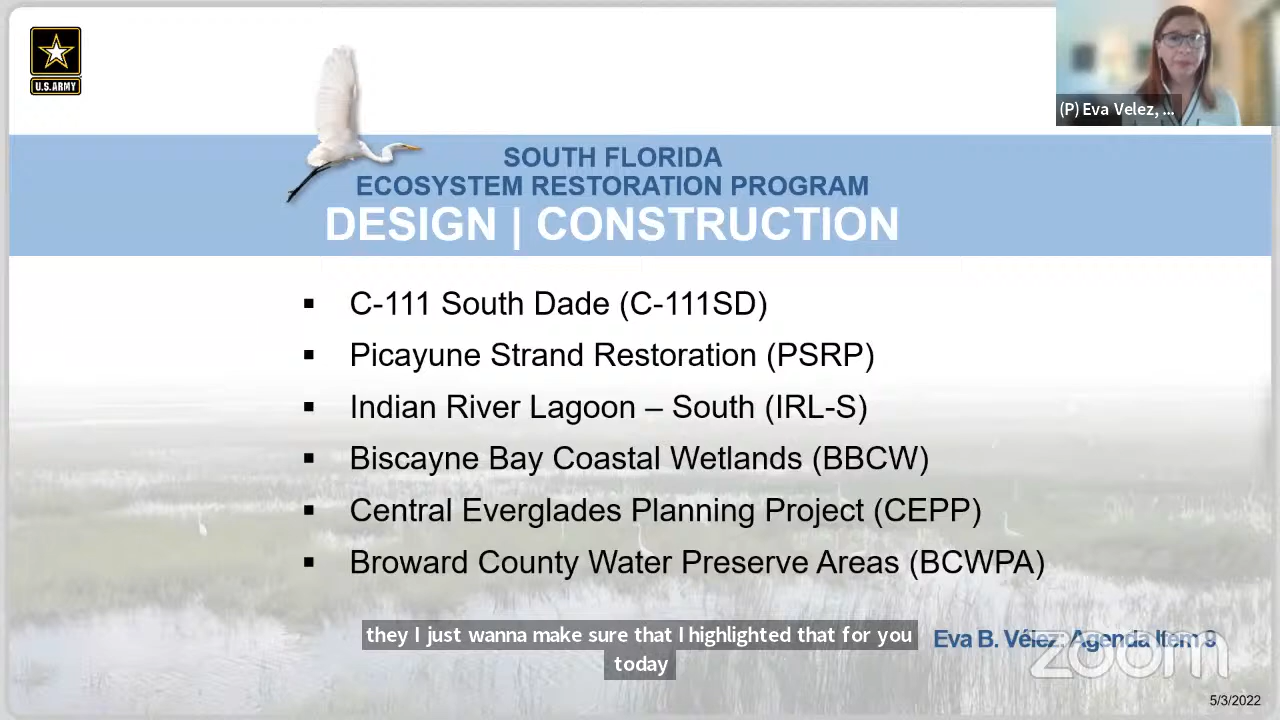 U.S.ARMY
(P) Eva Velez, ...
SOUTH FLORIDA
ECOSYSTEM RESTORATION PROGRAM
DESIGN | CONSTRUCTION
▪ C-111 South Dade (C-111SD)
▪ Picayune Strand Restoration (PSRP)
▪ Indian River Lagoon – South (IRL-S)
▪ Biscayne Bay Coastal Wetlands (BBCW)
▪ Central Everglades Planning Project (CEPP)
▪ Broward County Water Preserve Areas (BCWPA)
they I just wanna make sure that I highlighted that for you
today
Eva B. Vélez, Agenda Item 9
zoom
5/3/2022